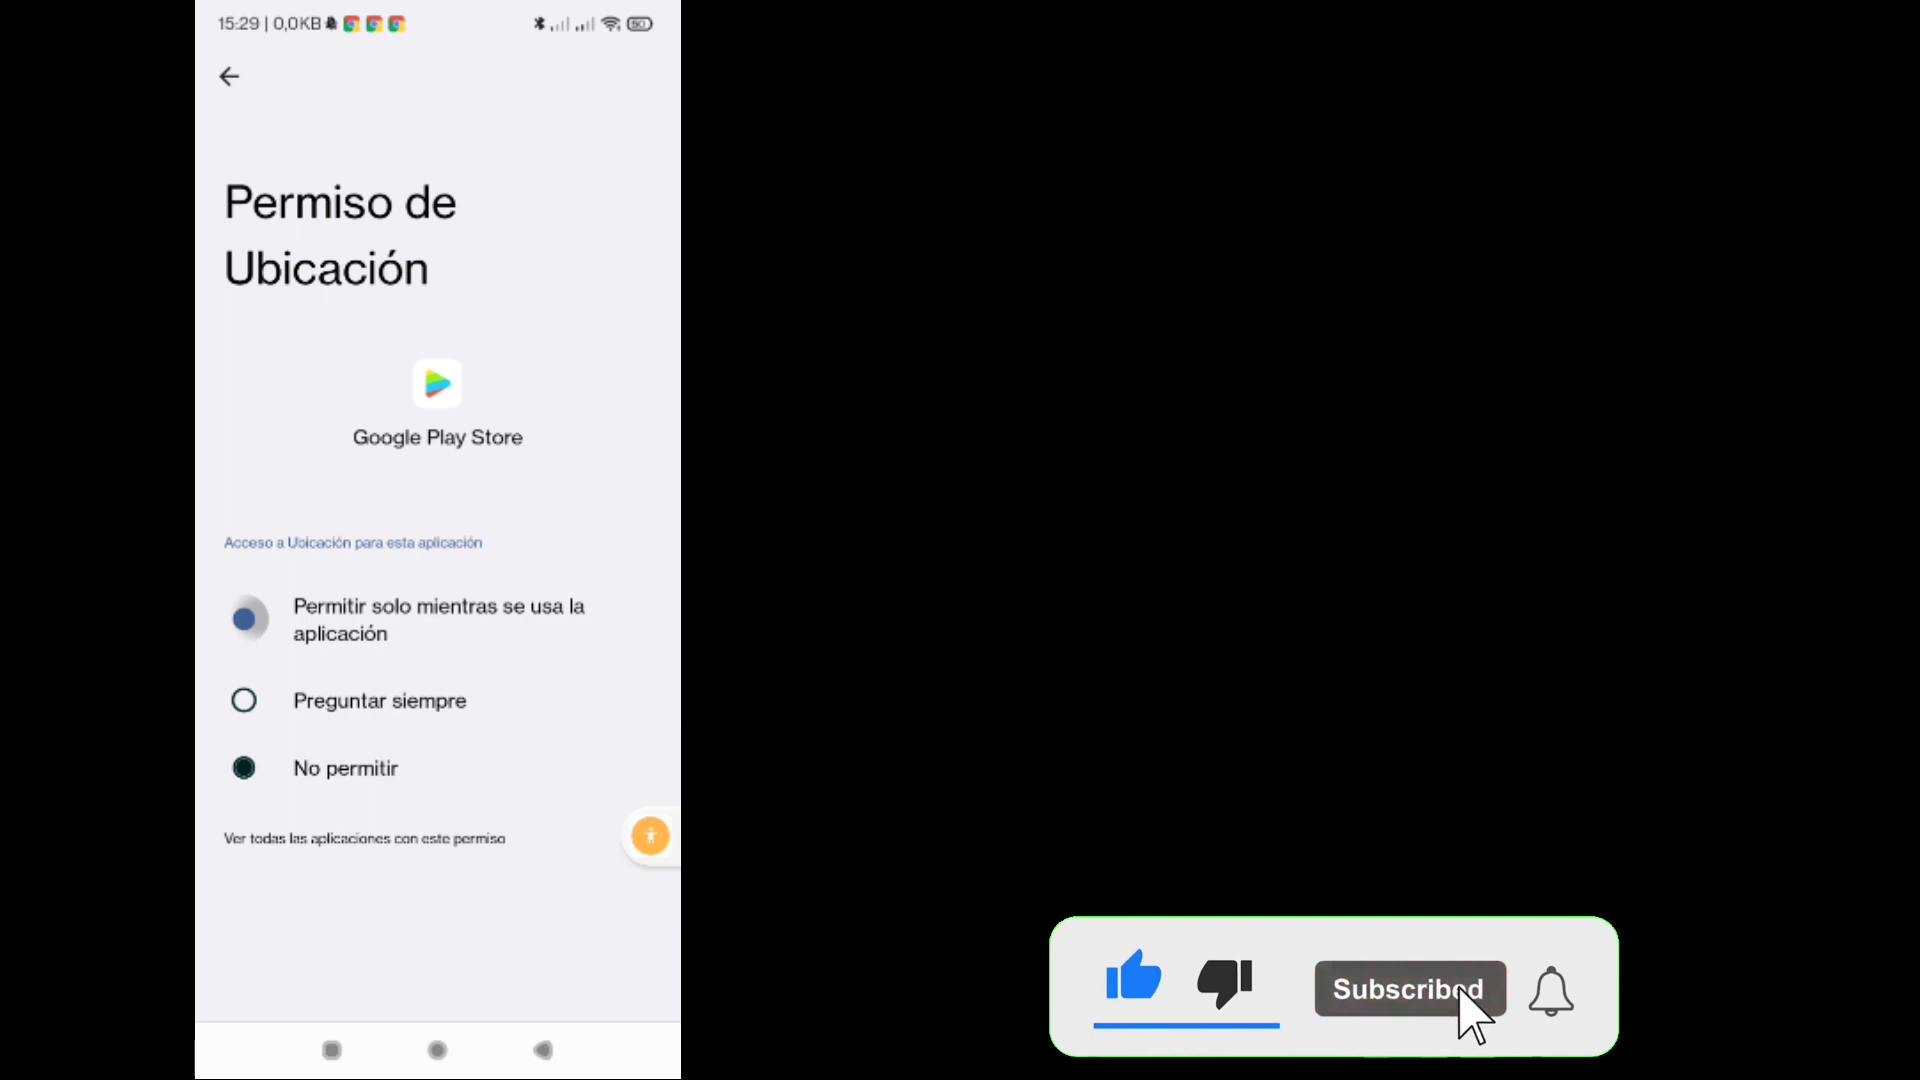 15:29 | 0,0KB
50
Permiso de
Ubicación
Google Play Store
Acceso a Ubicación para esta aplicación
Permitir solo mientras se usa la
aplicación
Preguntar siempre
No permitir
Ver todas las aplicaciones con este permiso
Subscribed